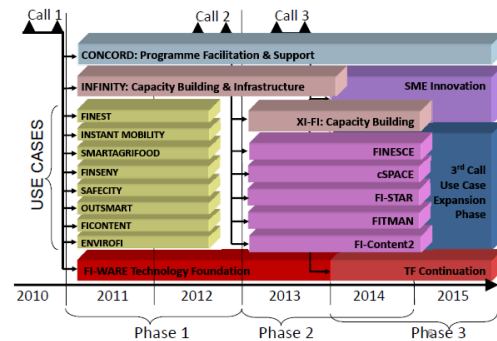 Call 1
Call 2
Call 3
CONCORD: Programme Facilitation & Support
INFINITY: Capacity Building & Infrastructure
SME Innovation
USE CASES
FINEST
INSTANT MOBILITY
SMARTAGRIFOOD
FINSENY
SAFECITY
OUTSMART
FICONTENT
ENVIROFI
XI-FI: Capacity Building
FINESCE
cSPACE
FI-STAR
FITMAN
FI-Content2
3rd Call
Use Case
Expansion
Phase
FI-WARE Technology Foundation
TF Continuation
2010
2011
2012
2013
2014
2015
Phase 1
Phase 2
Phase 3